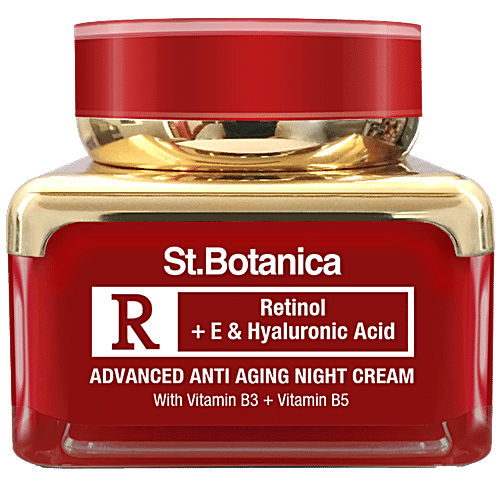 St.Botanica
R
Retinol
+ E & Hyaluronic Acid
ADVANCED ANTI AGING NIGHT CREAM
With Vitamin B3 + Vitamin B5